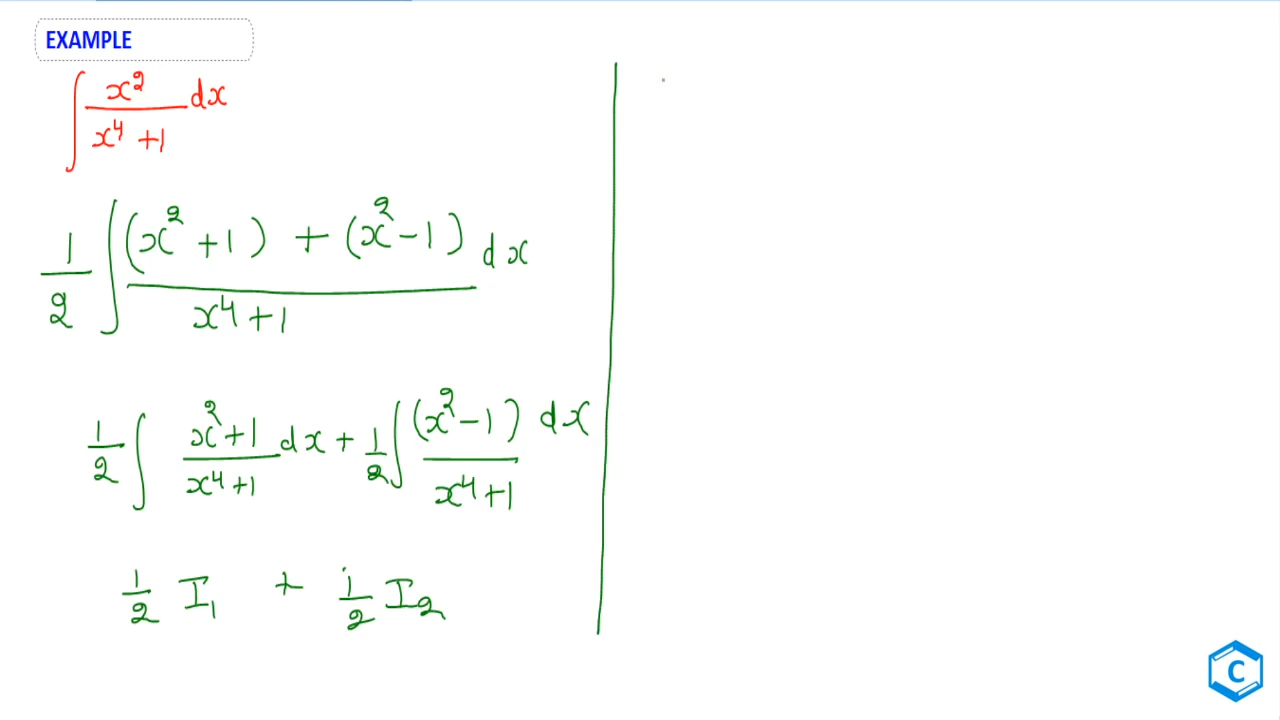 EXAMPLE
∫ x²/(x⁴ +1) dx
1/2 ∫ ((x² +1) + (x² -1))/(x⁴ +1) dx
1/2 ∫ (x² +1)/(x⁴ +1) dx + 1/2 ∫ (x² -1)/(x⁴ +1) dx
1/2 I₁ + 1/2 I₂
C